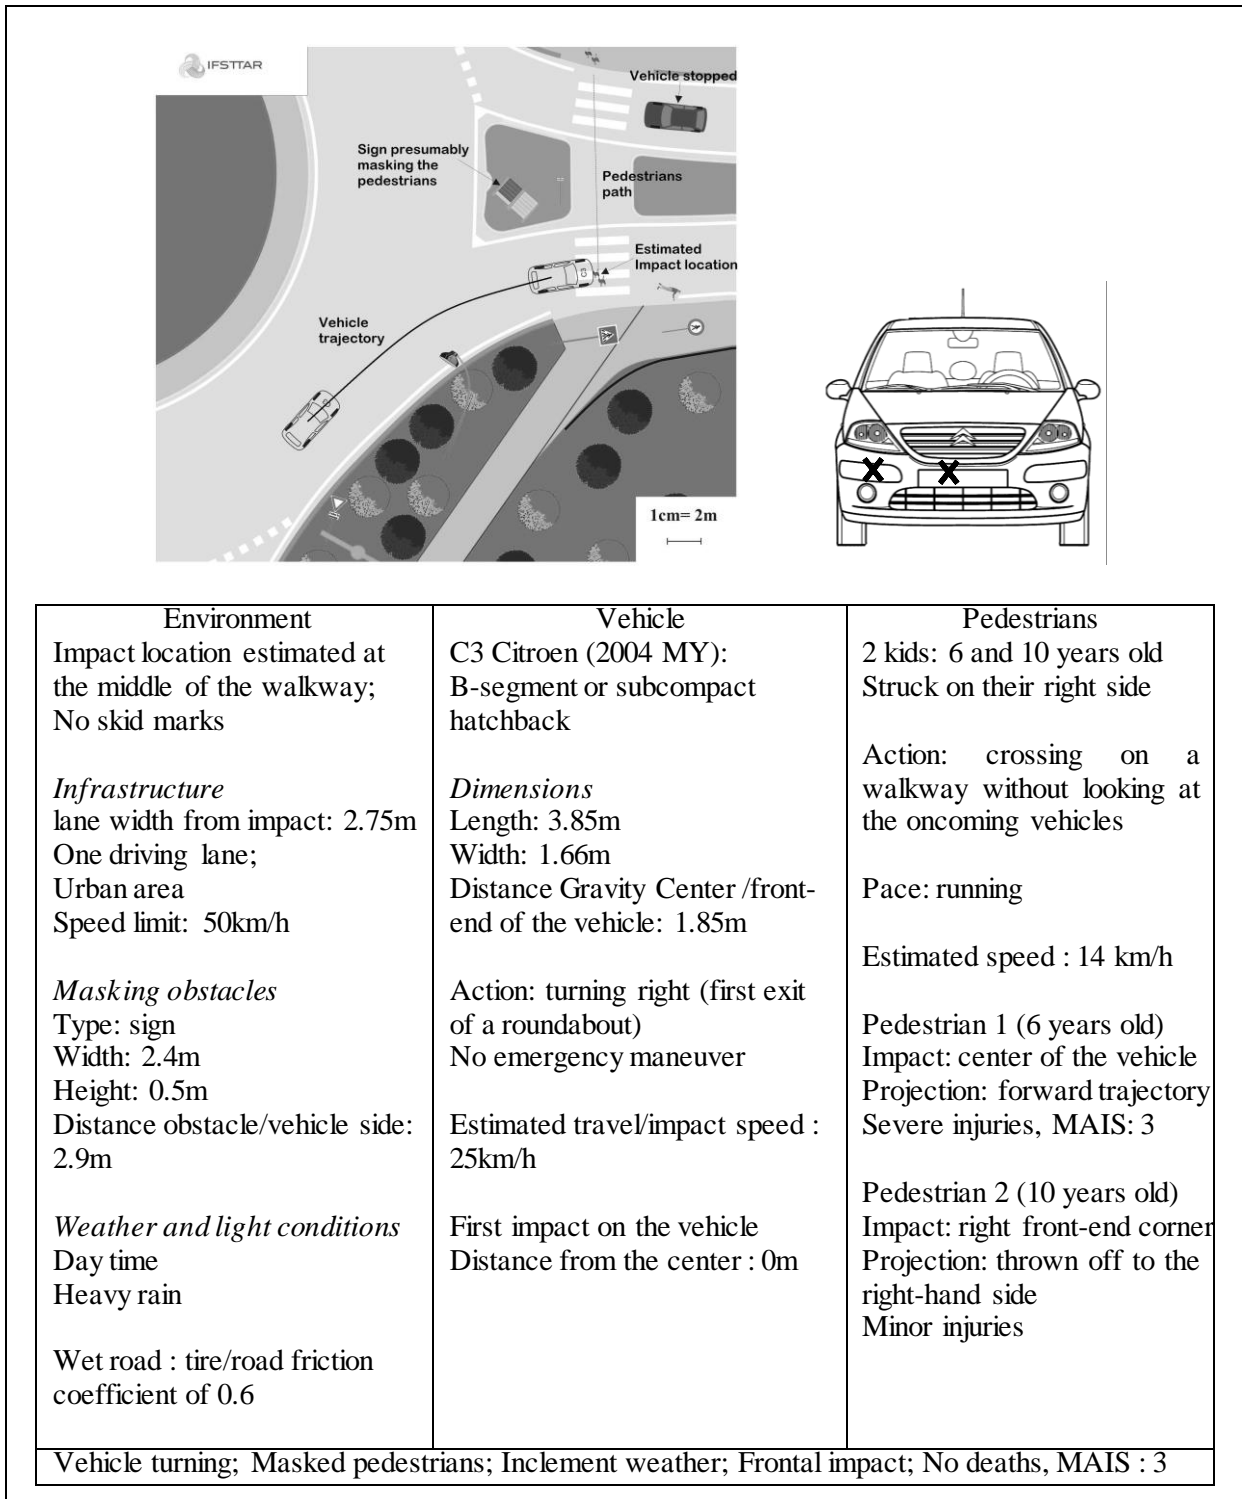 IFSTTAR
Vehicle stopped
Sign presumably
masking the
pedestrians
Pedestrians
path
Estimated
Impact location
Vehicle
trajectory
C3
1cm= 2m
Environment
Impact location estimated at
the middle of the walkway;
No skid marks
Infrastructure
lane width from impact: 2.75m
One driving lane;
Urban area
Speed limit: 50km/h
Masking obstacles
Type: sign
Width: 2.4m
Height: 0.5m
Distance obstacle/vehicle side:
2.9m
Weather and light conditions
Day time
Heavy rain
Wet road : tire/road friction
coefficient of 0.6
Vehicle
C3 Citroen (2004 MY):
B-segment or subcompact
hatchback
Dimensions
Length: 3.85m
Width: 1.66m
Distance Gravity Center /front-
end of the vehicle: 1.85m
Action: turning right (first exit
of a roundabout)
No emergency maneuver
Estimated travel/impact speed :
25km/h
First impact on the vehicle
Distance from the center : 0m
Pedestrians
2 kids: 6 and 10 years old
Struck on their right side
Action: crossing on a
walkway without looking at
the oncoming vehicles
Pace: running
Estimated speed : 14 km/h
Pedestrian 1 (6 years old)
Impact: center of the vehicle
Projection: forward trajectory
Severe injuries, MAIS: 3
Pedestrian 2 (10 years old)
Impact: right front-end corner
Projection: thrown off to the
right-hand side
Minor injuries
Vehicle turning; Masked pedestrians; Inclement weather; Frontal impact; No deaths, MAIS : 3